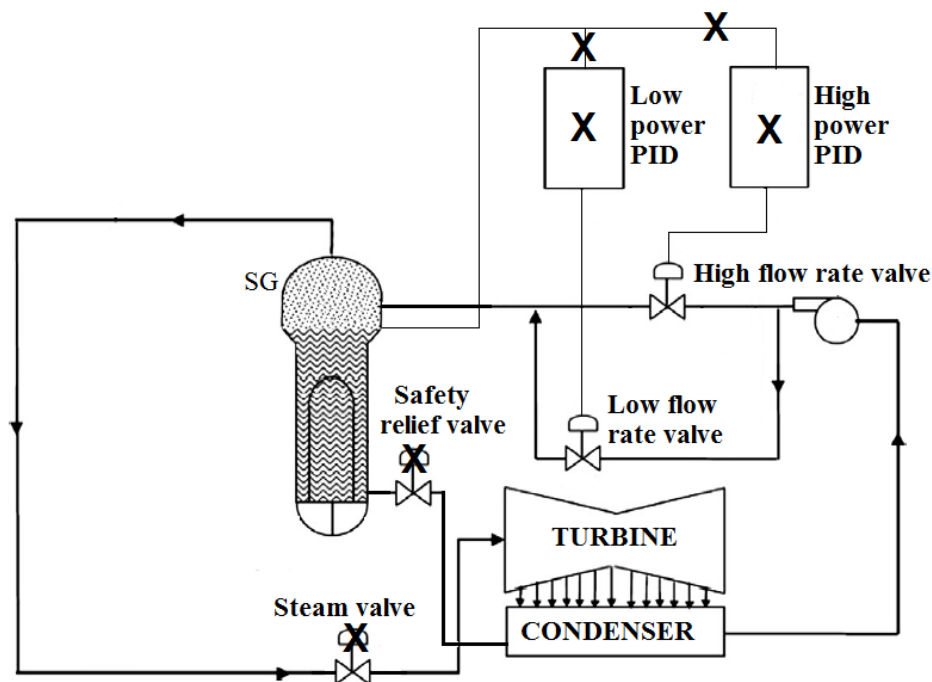 X
X
Low
power
PID
X
High
power
PID
X
SG
High flow rate valve
Safety
relief valve
X
Low flow
rate valve
TURBINE
Steam valve
X
CONDENSER